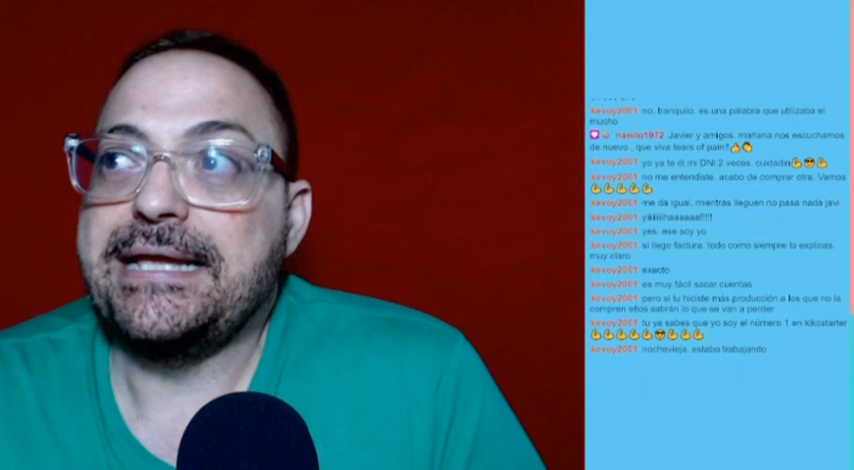 kevoy2001 no, tranquilo, es una palabra que utilizaba el
mucho
nanito1972 Javier y amigos, mañana nos escuchamos
de nuevo , que viva tears of pain!!👍👏
kevoy2001 yo ya te di mi DNI 2 veces, cuidadin💪😎💪
kevoy2001 no me entendiste, acabo de comprar otra. Vamos
💪💪💪💪💪
kevoy2001 me da igual, mientras lleguen no pasa nada javi
kevoy2001
kevoy2001 yes, ese soy yo
kevoy2001 si llego factura, todo como siempre lo explicas,
muy claro
kevoy2001 exacto
kevoy2001 es muy fácil sacar cuentas
kevoy2001 pero si tu hiciste más producción a los que no la
compren ellos sabrán lo que se van a perder
kevoy2001 tu ya sabes que yo soy el número 1 en kikcstarter
💪💪💪💪💪😎💪💪💪
kevoy2001 nochevieja, estaba trabajando